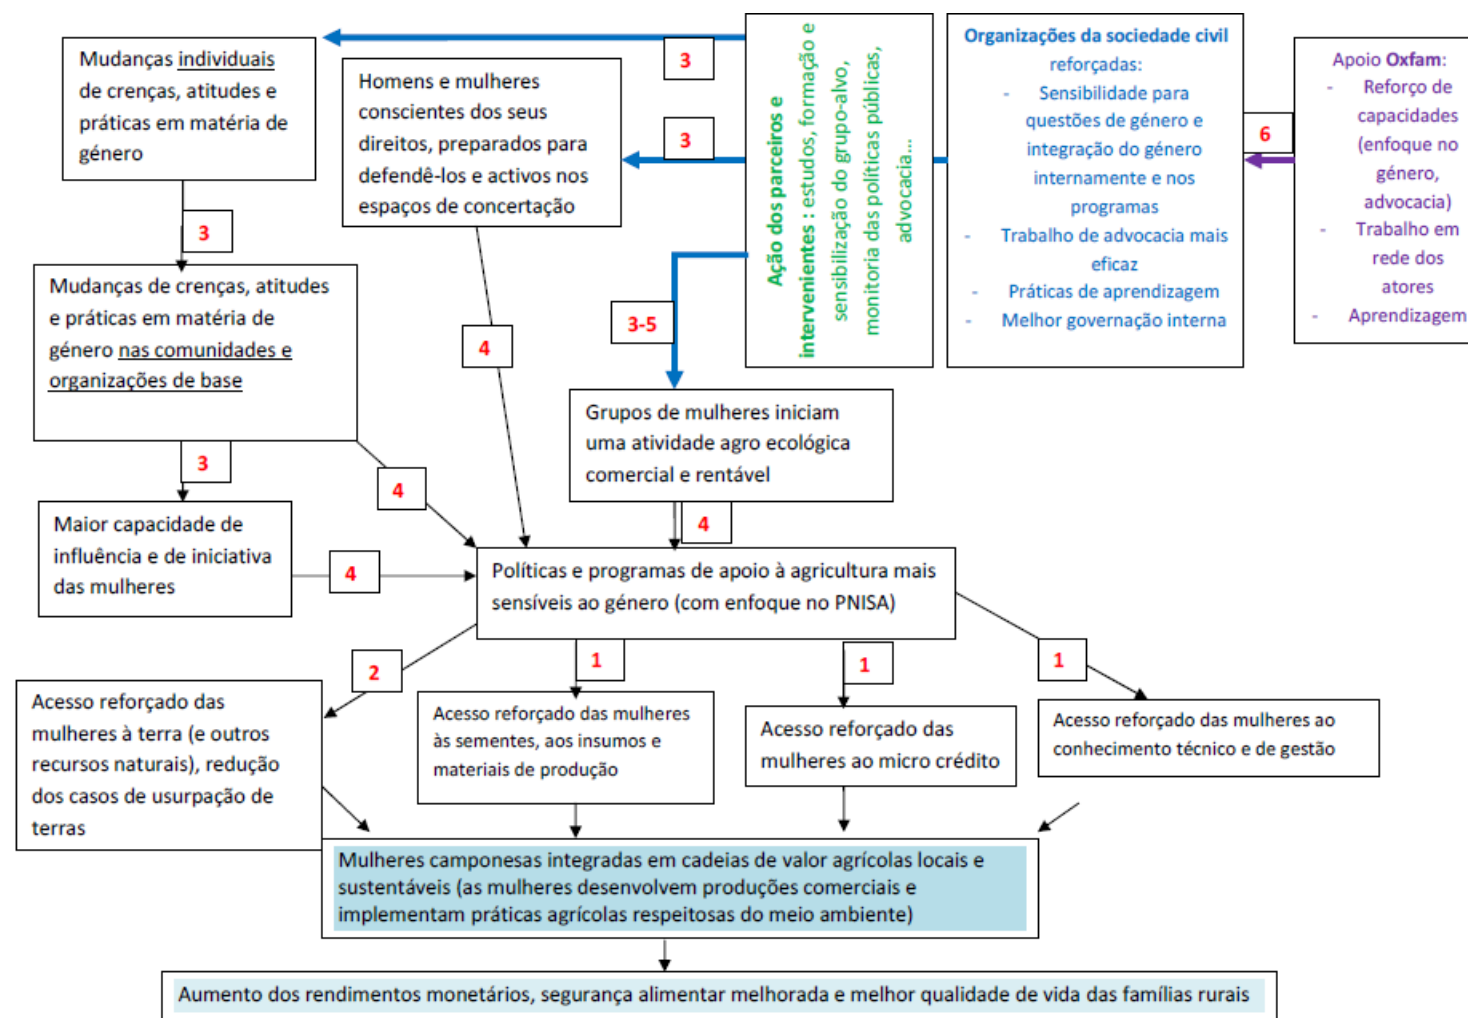 Mudanças individuais
de crenças, atitudes e
práticas em matéria de
género
3
Homens e mulheres
conscientes dos seus
direitos, preparados para
defendê-los e activos nos
espaços de concertação
3
Ação dos parceiros e
intervenientes : estudos, formação e
sensibilização do grupo-alvo,
monitoria das políticas públicas,
advocacia...
Organizações da sociedade civil
reforçadas:
- Sensibilidade para
questões de género e
integração do género
internamente e nos
programas
- Trabalho de advocacia mais
eficaz
- Práticas de aprendizagem
- Melhor governação interna
6
Apoio Oxfam:
- Reforço de
capacidades
(enfoque no
género,
advocacia)
- Trabalho em
rede dos
atores
- Aprendizagem
3
Mudanças de crenças, atitudes
e práticas em matéria de
género nas comunidades e
organizações de base
4
3-5
Grupos de mulheres iniciam
uma atividade agro ecológica
comercial e rentável
3
4
4
Maior capacidade de
influência e de iniciativa
das mulheres
4
Políticas e programas de apoio à agricultura mais
sensíveis ao género (com enfoque no PNISA)
2
1
1
1
Acesso reforçado das
mulheres à terra (e outros
recursos naturais), redução
dos casos de usurpação de
terras
Acesso reforçado das mulheres
às sementes, aos insumos e
materiais de produção
Acesso reforçado das
mulheres ao micro crédito
Acesso reforçado das mulheres ao
conhecimento técnico e de gestão
Mulheres camponesas integradas em cadeias de valor agrícolas locais e
sustentáveis (as mulheres desenvolvem produções comerciais e
implementam práticas agrícolas respeitosas do meio ambiente)
Aumento dos rendimentos monetários, segurança alimentar melhorada e melhor qualidade de vida das famílias rurais